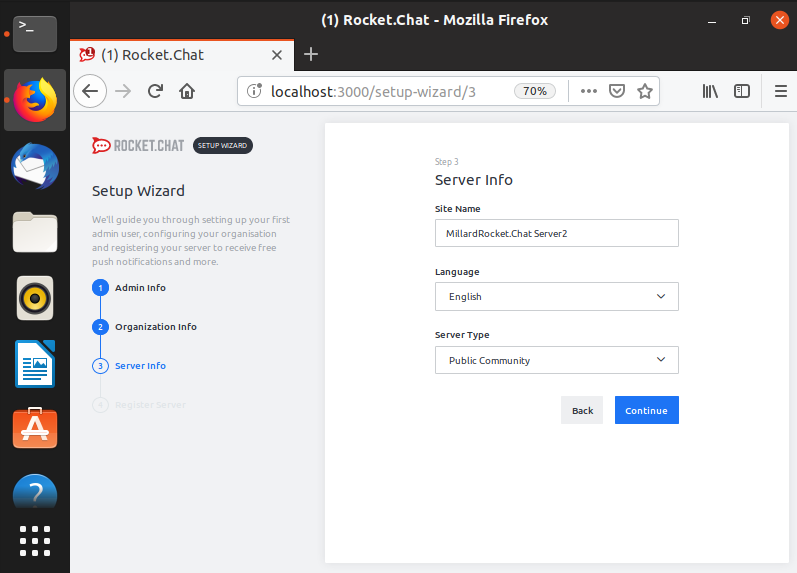 (1) Rocket.Chat - Mozilla Firefox
(1) Rocket.Chat
localhost:3000/setup-wizard/3
70%
ROCKET.CHAT
SETUP WIZARD
Setup Wizard
We'll guide you through setting up your first
admin user, configuring your organisation
and registering your server to receive free
push notifications and more.
1 Admin Info
2 Organization Info
3 Server Info
4 Register Server
Step 3
Server Info
Site Name
MillardRocket.Chat Server2
Language
English
Server Type
Public Community
Back
Continue